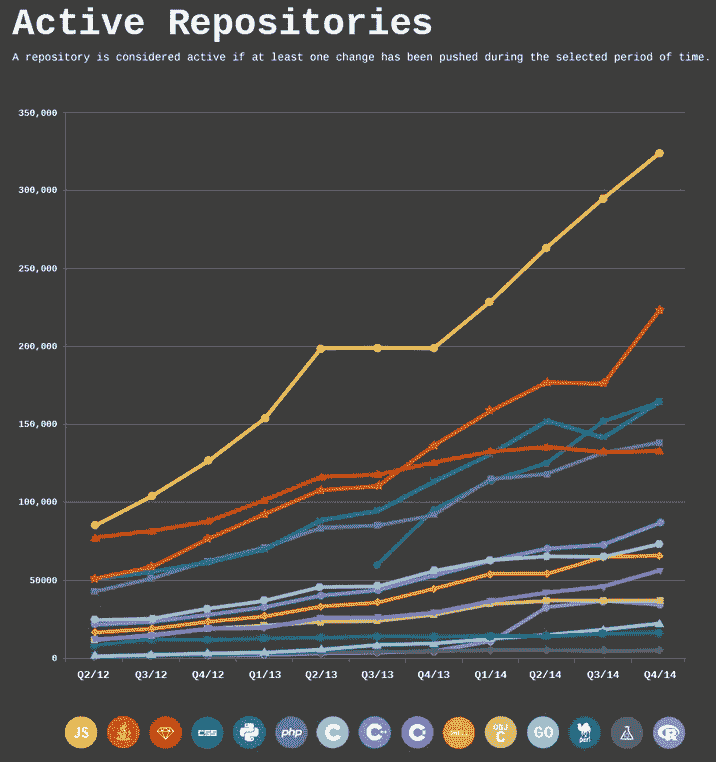 Active Repositories
A repository is considered active if at least one change has been pushed during the selected period of time.
350,000
300,000
250,000
200,000
150,000
100,000
50000
0
Q2/12 Q3/12 Q4/12 Q1/13 Q2/13 Q3/13 Q4/13 Q1/14 Q2/14 Q3/14 Q4/14
JS CSS php C C++ C OBJ C GO perl R